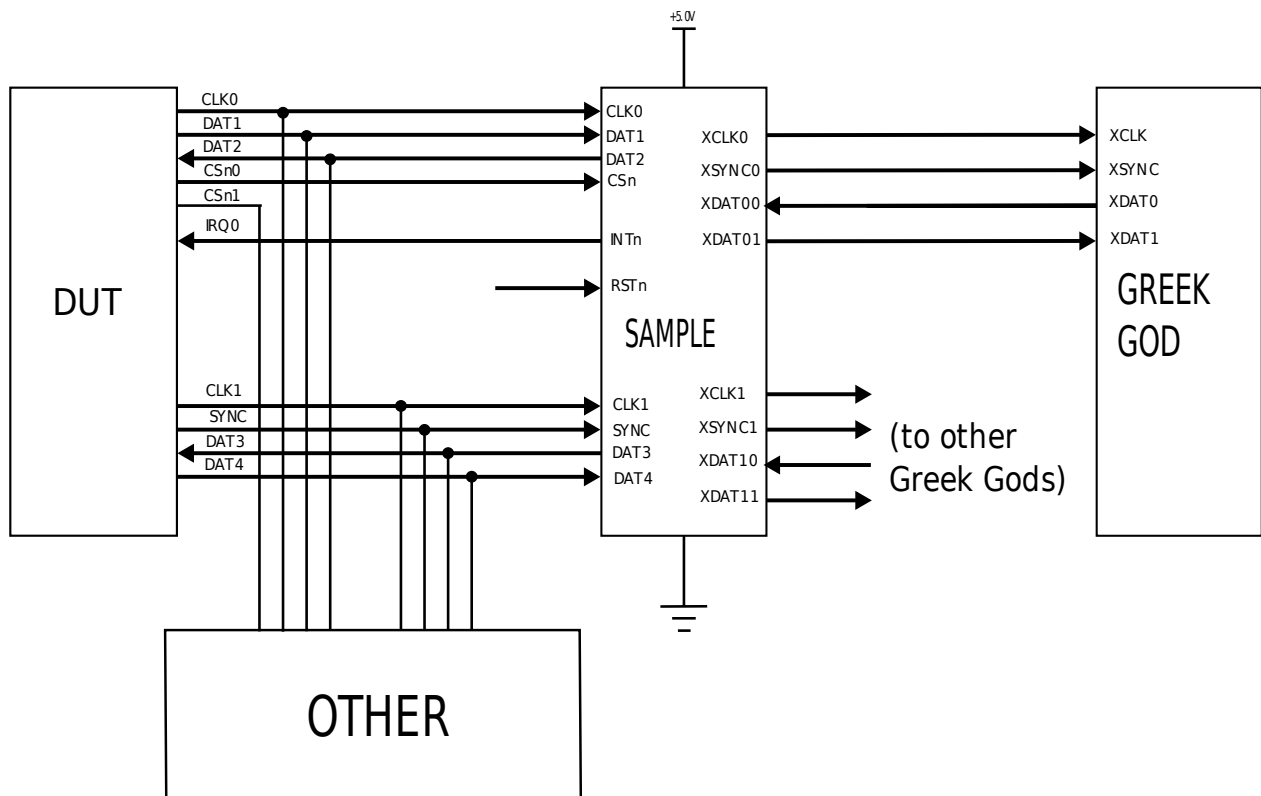 +5.0V
CLK0
DAT1
DAT2
CSn0
CSn1
IRQ0
DUT
CLK1
SYNC
DAT3
DAT4
CLK0
DAT1
DAT2
CSn
INTn
RSTn
SAMPLE
CLK1
SYNC
DAT3
DAT4
XCLK0
XSYNC0
XDAT00
XDAT01
XCLK1
XSYNC1
XDAT10
XDAT11
(to other
Greek Gods)
XCLK
XSYNC
XDAT0
XDAT1
GREEK
GOD
OTHER